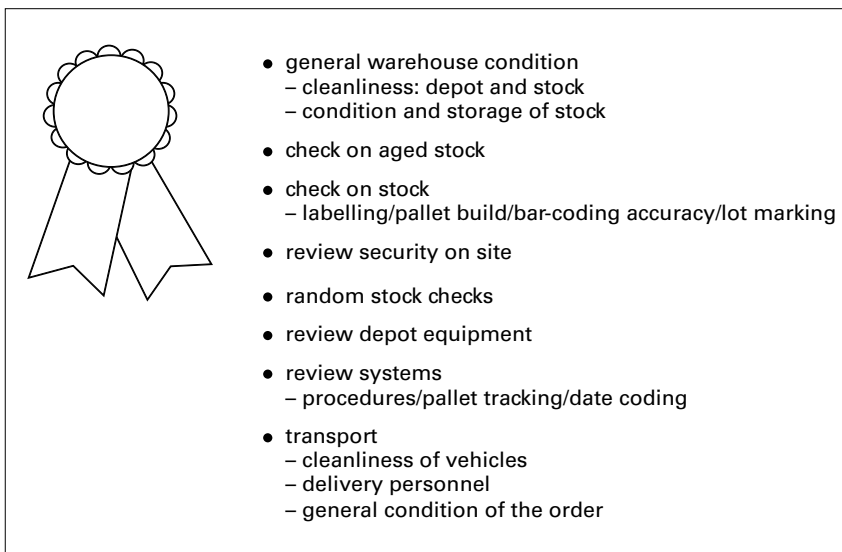 • general warehouse condition
– cleanliness: depot and stock
– condition and storage of stock
• check on aged stock
• check on stock
– labelling/pallet build/bar-coding accuracy/lot marking
• review security on site
• random stock checks
• review depot equipment
• review systems
– procedures/pallet tracking/date coding
• transport
– cleanliness of vehicles
– delivery personnel
– general condition of the order